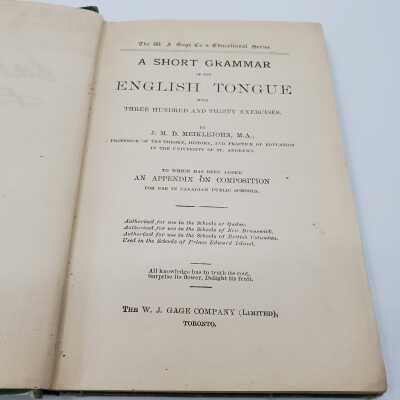 The W. J. Gage Co.'s Educational Series
A SHORT GRAMMAR
OF THE
ENGLISH TONGUE
WITH
THREE HUNDRED AND THIRTY EXERCISES.
BY
J. M. D. MEIKLEJOHN, M.A.,
PROFESSOR OF THE THEORY, HISTORY, AND PRACTICE OF EDUCATION
IN THE UNIVERSITY OF ST. ANDREWS.
TO WHICH HAS BEEN ADDED
AN APPENDIX ON COMPOSITION
FOR USE IN CANADIAN PUBLIC SCHOOLS.
Authorized for use in the Schools of Quebec.
Authorized for use in the Schools of New Brunswick.
Authorized for use in the Schools of British Columbia.
Used in the Schools of Prince Edward Island.
All knowledge has in truth its root,
Surprise its flower, Delight its fruit.
THE W. J. GAGE COMPANY (LIMITED),
TORONTO.